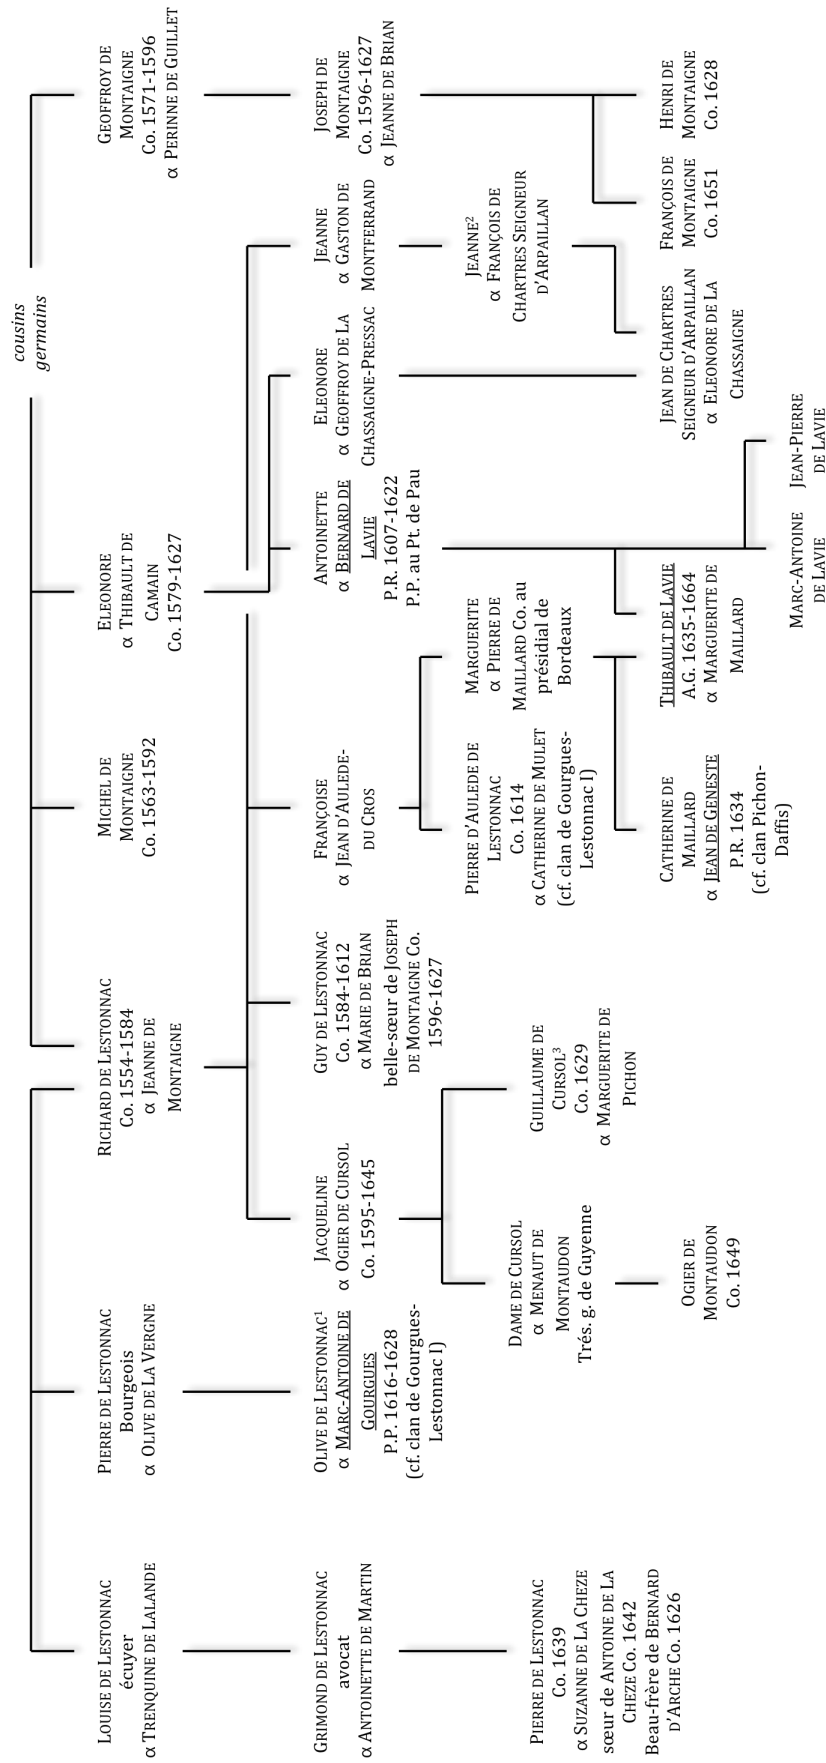 cousins
germains
LOUISE DE LESTONNAC
écuyer
α TRENQUINE DE LALANDE
PIERRE DE LESTONNAC
Bourgeois
α OLIVE DE LA VERGNE
RICHARD DE LESTONNAC
Co. 1554-1584
α JEANNE DE
MONTAIGNE
MICHEL DE
MONTAIGNE
Co. 1563-1592
ELEONORE
α THIBAULT DE
CAMAIN
Co. 1579-1627
GEOFFROY DE
MONTAIGNE
Co. 1571-1596
α PERINNE DE GUILLET
GRIMOND DE LESTONNAC
avocat
α ANTOINETTE DE MARTIN
OLIVE DE LESTONNAC¹
α MARC-ANTOINE DE
GOURGUES
P.P. 1616-1628
(cf. clan de Gourgues-
Lestonnac I)
JACQUELINE
α OGIER DE CURSOL
Co. 1595-1645
GUY DE LESTONNAC
Co. 1584-1612
α MARIE DE BRIAN
belle-sœur de JOSEPH
DE MONTAIGNE Co.
1596-1627
FRANÇOISE
α JEAN D'AULEDE-
DU CROS
ANTOINETTE
α BERNARD DE
LAVIE
P.R. 1607-1622
P.P. au Pt. de Pau
ELEONORE
α GEOFFROY DE LA
CHASSAIGNE-PRESSAC
JEANNE
α GASTON DE
MONTFERRAND
JOSEPH DE
MONTAIGNE
Co. 1596-1627
α JEANNE DE BRIAN
PIERRE DE LESTONNAC
Co. 1639
α SUZANNE DE LA CHEZE
sœur de ANTOINE DE LA
CHEZE Co. 1642
Beau-frère de BERNARD
D'ARCHE Co. 1626
DAME DE CURSOL
α MENAUT DE
MONTAUDON
Trés. g. de Guyenne
GUILLAUME DE
CURSOL³
Co. 1629
α MARGUERITE DE
PICHON
PIERRE D'AULEDE DE
LESTONNAC
Co. 1614
α CATHERINE DE MULET
(cf. clan de Gourgues-
Lestonnac I)
MARGUERITE
α PIERRE DE
MAILLARD Co. au
présidial de
Bordeaux
JEANNE²
α FRANÇOIS DE
CHARTRES SEIGNEUR
D'ARPAILLAN
OGIER DE
MONTAUDON
Co. 1649
CATHERINE DE
MAILLARD
α JEAN DE GENESTE
P.R. 1634
(cf. clan Pichon-
Daffis)
THIBAULT DE LAVIE
A.G. 1635-1664
α MARGUERITE DE
MAILLARD
JEAN DE CHARTRES
SEIGNEUR D'ARPAILLAN
α ELEONORE DE LA
CHASSAIGNE
FRANÇOIS DE
MONTAIGNE
Co. 1651
HENRI DE
MONTAIGNE
Co. 1628
MARC-ANTOINE
DE LAVIE
JEAN-PIERRE
DE LAVIE